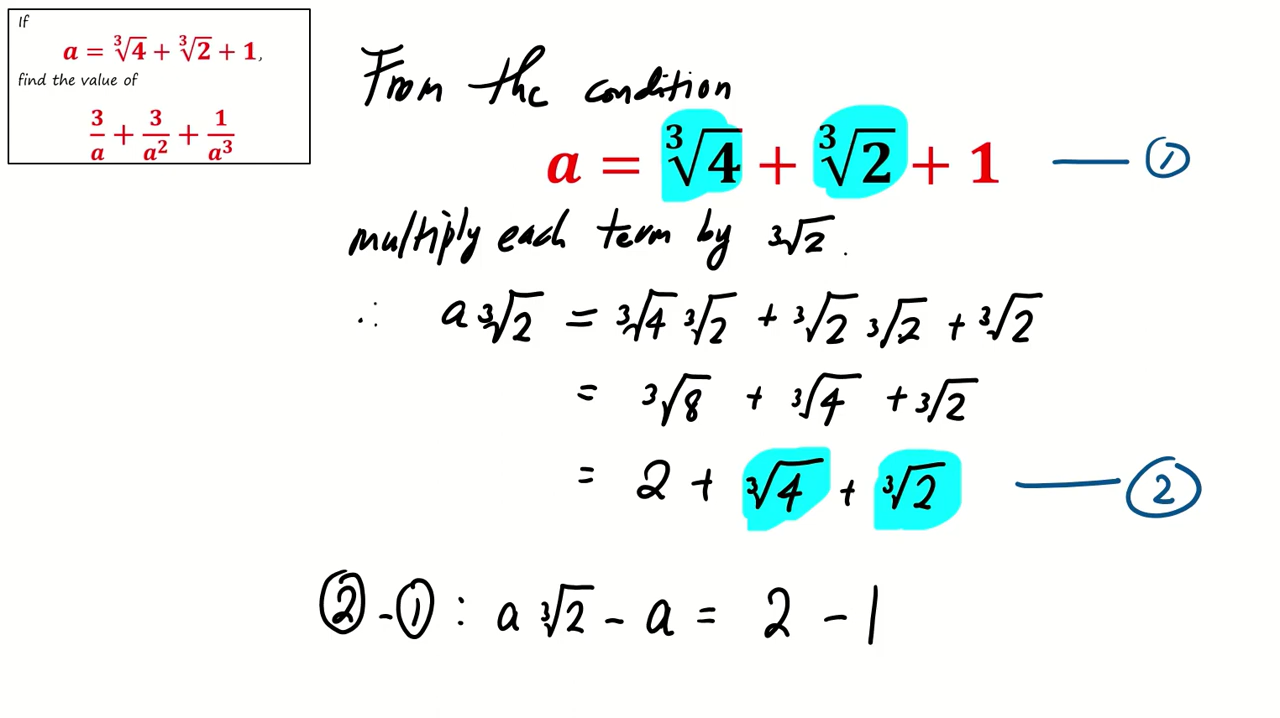 If
a = ∛4 + ∛2 + 1,
find the value of
3/a + 3/a² + 1/a³
From the condition
a = ∛4 + ∛2 + 1 — ①
multiply each term by ∛2.
∴ a∛2 = ∛4 ∛2 + ∛2 ∛2 + ∛2
= ∛8 + ∛4 + ∛2
= 2 + ∛4 + ∛2 — ②
② - ① : a ∛2 - a = 2 - 1